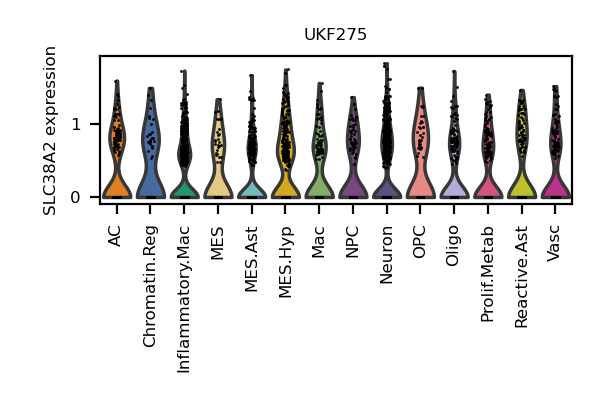 UKF275
SLC38A2 expression
1
0
AC
Chromatin.Reg
Inflammatory.Mac
MES
MES.Ast
MES.Hyp
Mac
NPC
Neuron
OPC
Oligo
Prolif.Metab
Reactive.Ast
Vasc